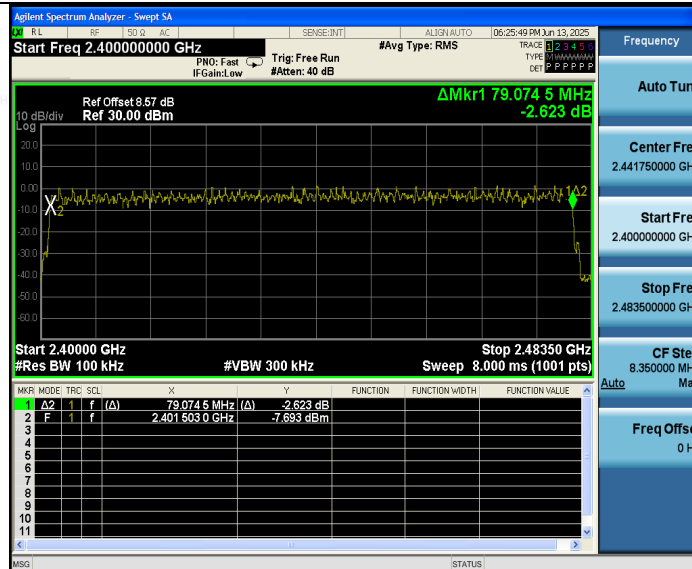 Agilent Spectrum Analyzer - Swept SA
RL RF 50 Ω AC SENSE:INT ALIGN AUTO 06:25:49 PM Jun 13, 2025
Start Freq 2.400000000 GHz #Avg Type: RMS TRACE 1 2 3 4 5 6
PNO: Fast Trig: Free Run TYPE M
IFGain:Low #Atten: 40 dB DET P P P P P P
Frequency
Auto Tun
Center Fre
2.441750000 GH
Start Fre
2.400000000 GH
Stop Fre
2.483500000 GH
CF Ste
8.350000 MH
Auto Ma
Freq Offse
0 H
ΔMkr1 79.074 5 MHz
-2.623 dB
Ref Offset 8.57 dB
10 dB/div Ref 30.00 dBm
Log
20.0
10.0
0.00
-10.0
-20.0
-30.0
-40.0
-50.0
-60.0
X2
1Δ2
Start 2.40000 GHz Stop 2.48350 GHz
#Res BW 100 kHz #VBW 300 kHz Sweep 8.000 ms (1001 pts)
MKR MODE TRC SCL X Y FUNCTION FUNCTION WIDTH FUNCTION VALUE
1 Δ2 1 f (Δ) 79.074 5 MHz (Δ) -2.623 dB
2 F 1 f 2.401 503 0 GHz -7.693 dBm
3
4
5
6
7
8
9
10
11
MSG STATUS